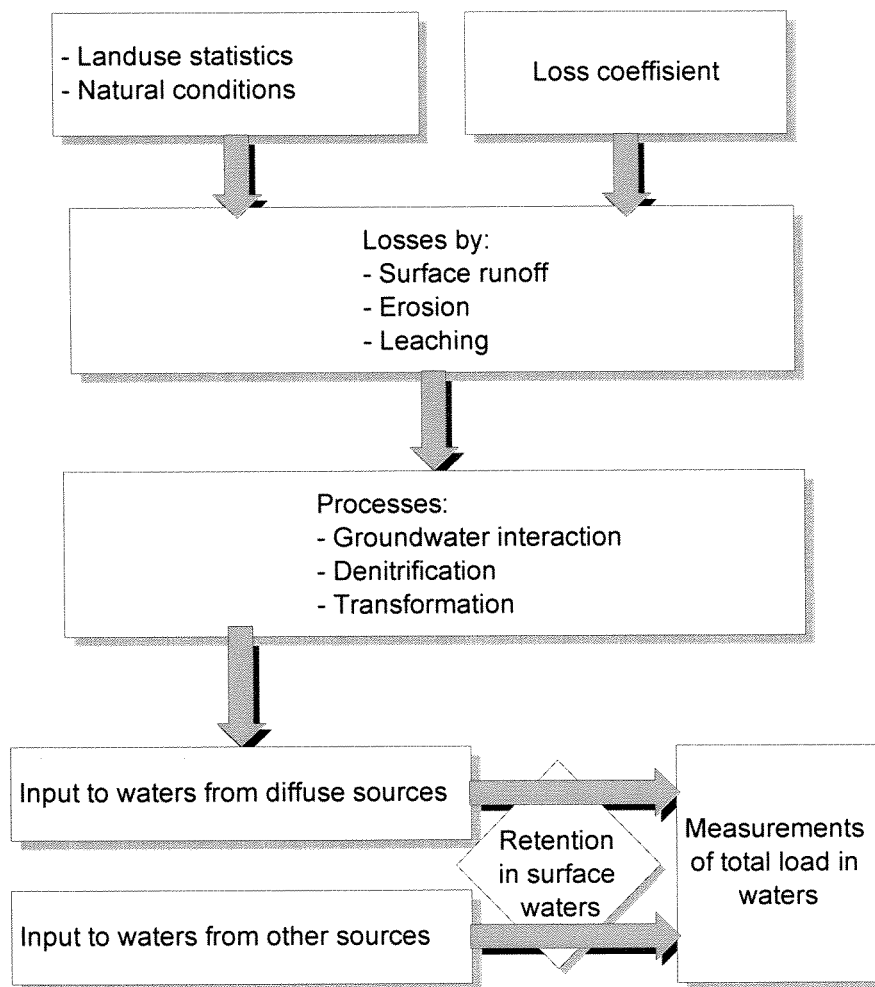 - Landuse statistics
- Natural conditions
Loss coeffisient
Losses by:
- Surface runoff
- Erosion
- Leaching
Processes:
- Groundwater interaction
- Denitrification
- Transformation
Input to waters from diffuse sources
Retention
in surface
waters
Measurements
of total load in
waters
Input to waters from other sources